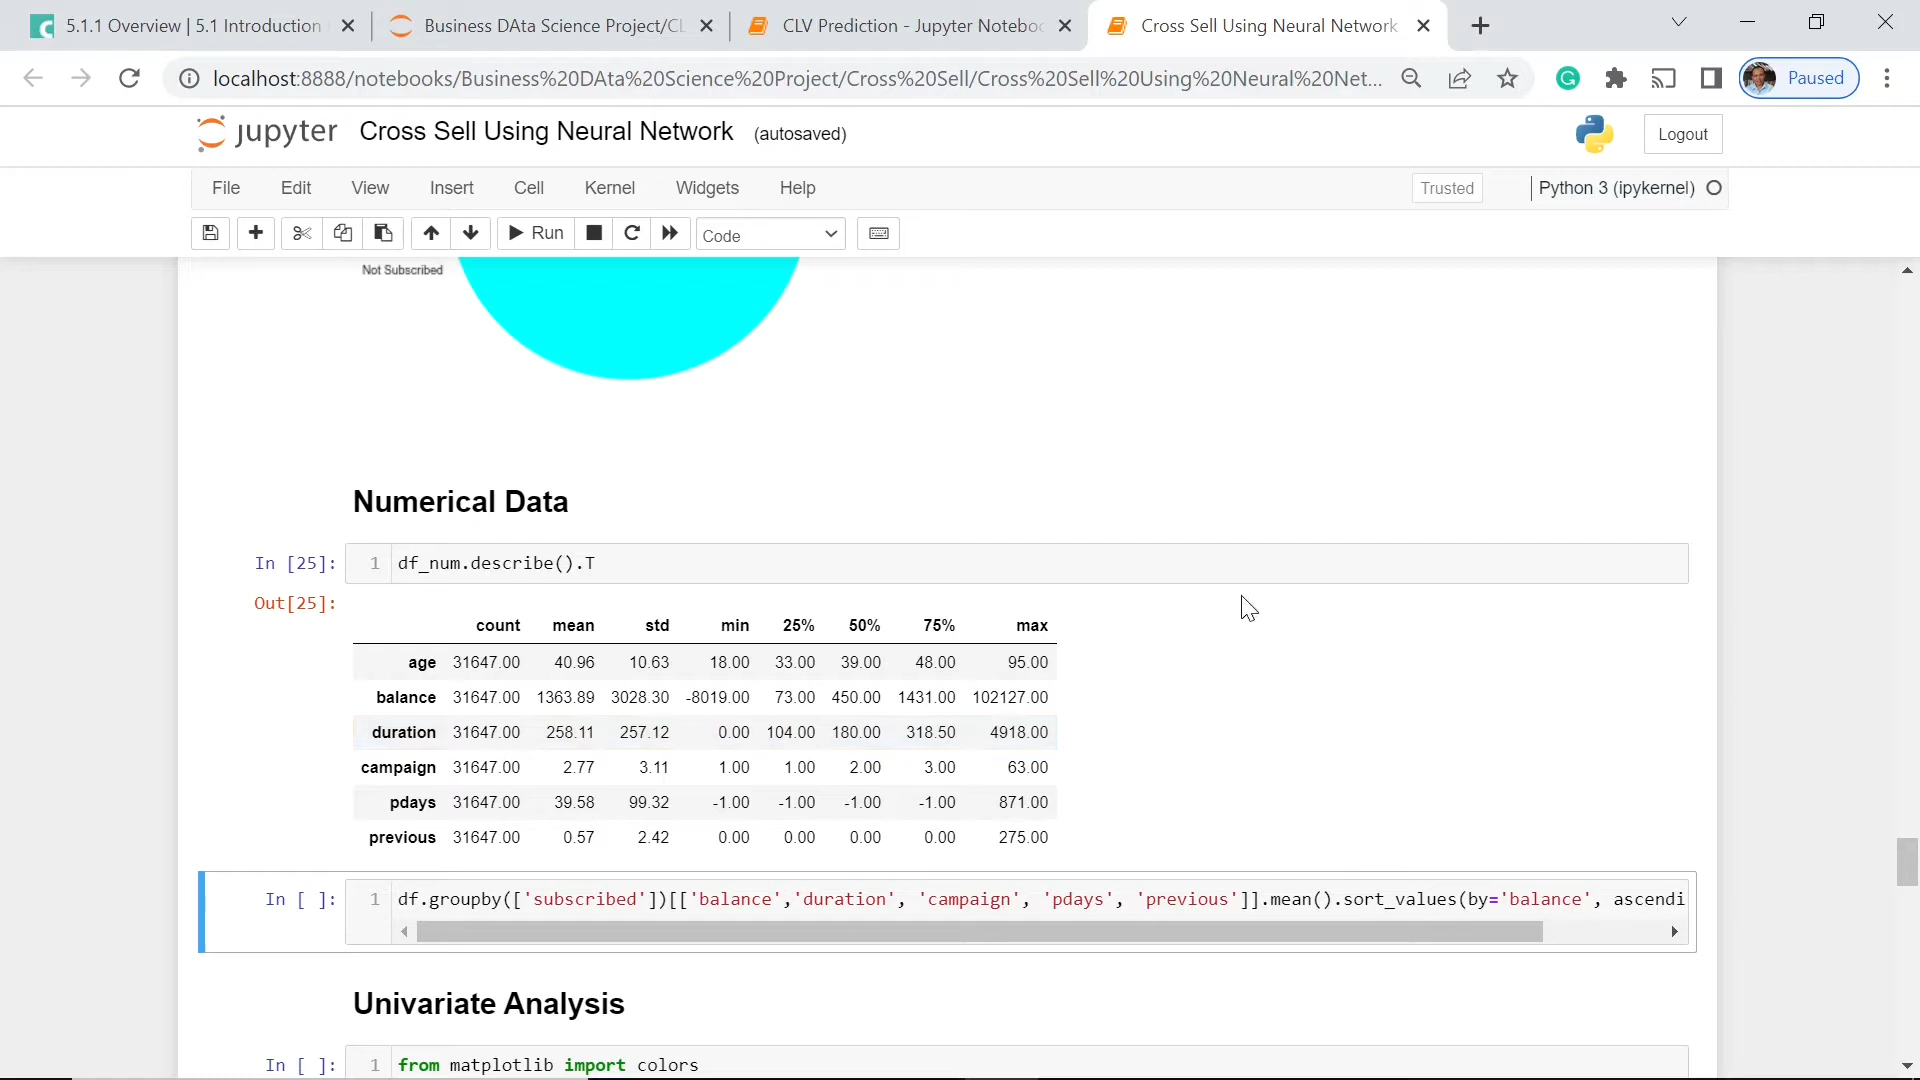 5.1.1 Overview | 5.1 Introduction
Business DAta Science Project/CL
CLV Prediction - Jupyter Noteboo
Cross Sell Using Neural Network
localhost:8888/notebooks/Business%20DAta%20Science%20Project/Cross%20Sell/Cross%20Sell%20Using%20Neural%20Net...
Paused
jupyter Cross Sell Using Neural Network (autosaved)
Logout
File Edit View Insert Cell Kernel Widgets Help
Trusted
Python 3 (ipykernel)
Run
Code
Not Subscribed
Numerical Data
In [25]: 1 df_num.describe().T
Out[25]:
count mean std min 25% 50% 75% max
age 31647.00 40.96 10.63 18.00 33.00 39.00 48.00 95.00
balance 31647.00 1363.89 3028.30 -8019.00 73.00 450.00 1431.00 102127.00
duration 31647.00 258.11 257.12 0.00 104.00 180.00 318.50 4918.00
campaign 31647.00 2.77 3.11 1.00 1.00 2.00 3.00 63.00
pdays 31647.00 39.58 99.32 -1.00 -1.00 -1.00 -1.00 871.00
previous 31647.00 0.57 2.42 0.00 0.00 0.00 0.00 275.00
In [ ]: 1 df.groupby(['subscribed'])[['balance','duration', 'campaign', 'pdays', 'previous']].mean().sort_values(by='balance', ascendi
Univariate Analysis
In [ ]: 1 from matplotlib import colors